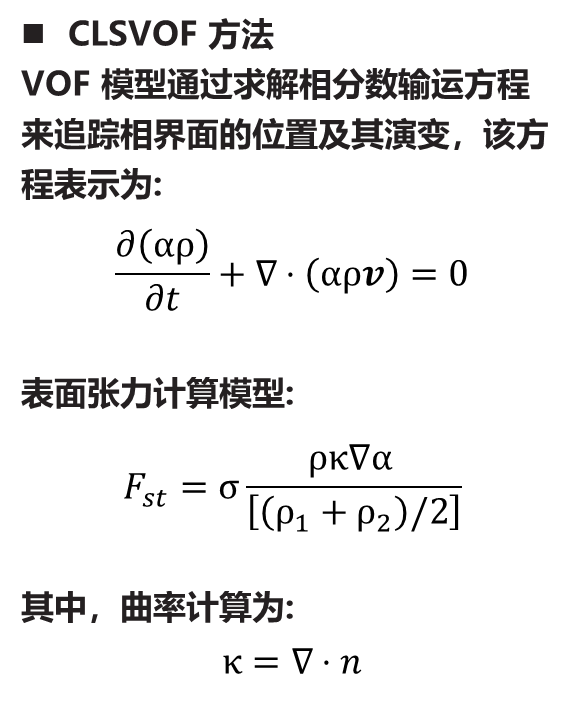 ■ CLSVOF 方法
VOF 模型通过求解相分数输运方程
来追踪相界面的位置及其演变，该方
程表示为:
∂(αρ)/∂t + ∇ · (αρ𝒗) = 0
表面张力计算模型:
F_st = σ ρκ∇α/[(ρ₁ + ρ₂)/2]
其中，曲率计算为:
κ = ∇ · n